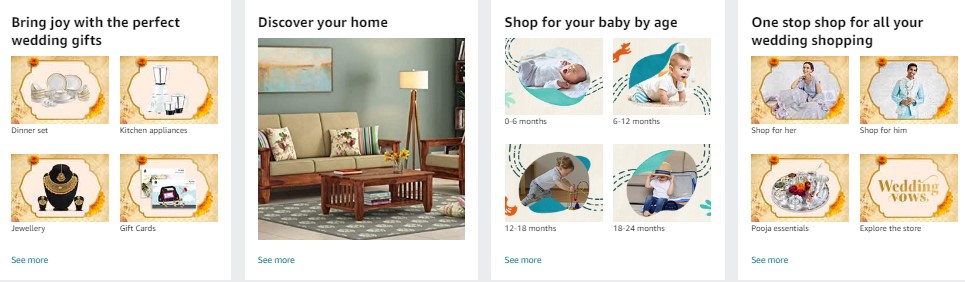 Bring joy with the perfect
wedding gifts
Dinner set
Kitchen appliances
Jewellery
Gift Cards
See more
Discover your home
See more
Shop for your baby by age
0-6 months
6-12 months
12-18 months
18-24 months
See more
One stop shop for all your
wedding shopping
Shop for her
Shop for him
Pooja essentials
Wedding
VOWS
Explore the store
See more